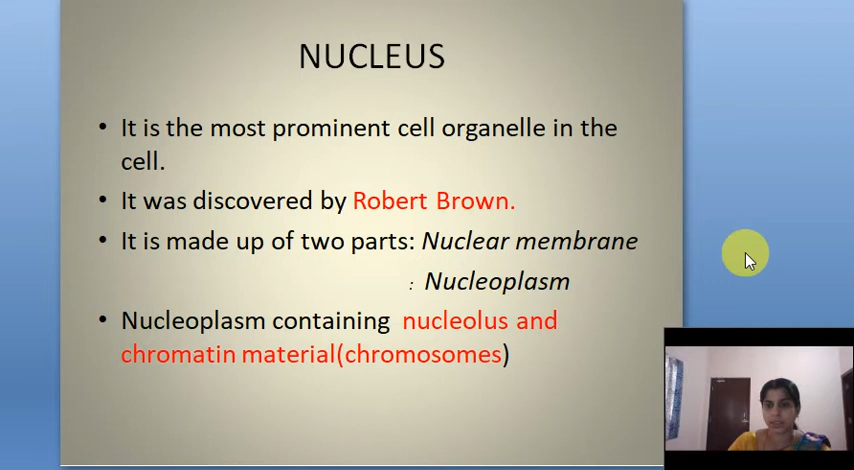 NUCLEUS
• It is the most prominent cell organelle in the
cell.
• It was discovered by Robert Brown.
• It is made up of two parts: Nuclear membrane
: Nucleoplasm
• Nucleoplasm containing nucleolus and
chromatin material(chromosomes)